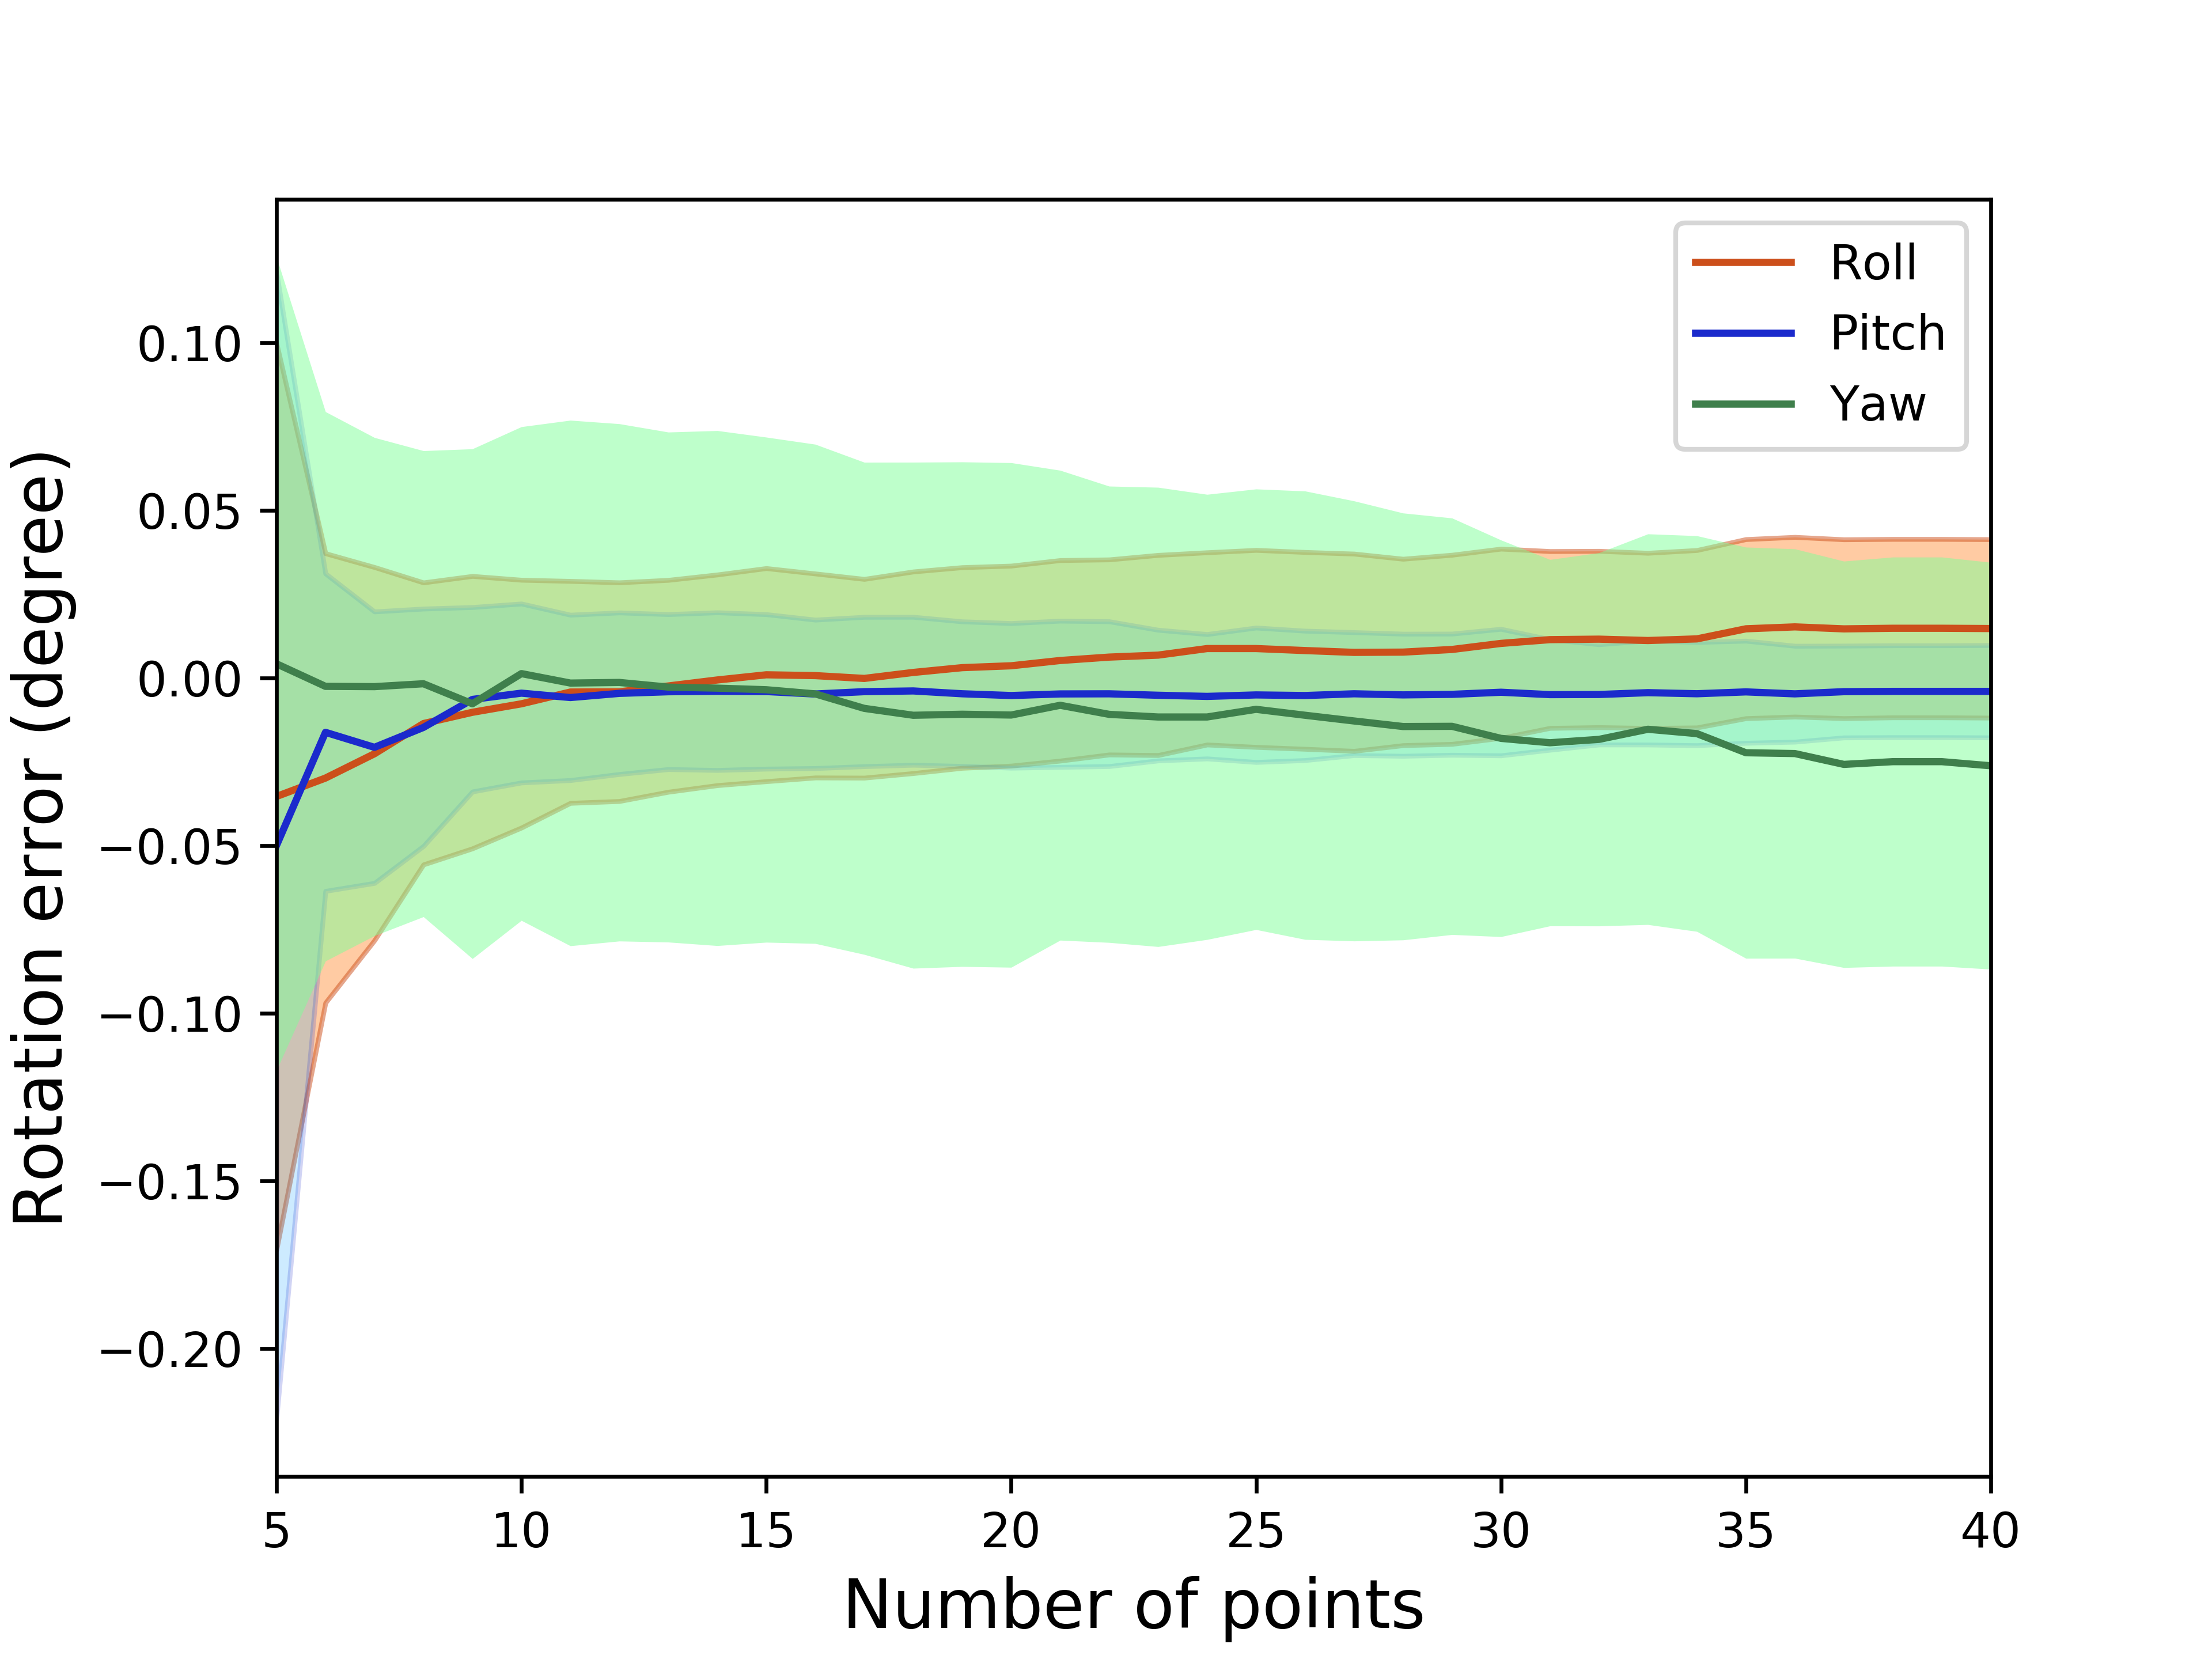 Roll
Pitch
Yaw
Rotation error (degree)
0.10
0.05
0.00
−0.05
−0.10
−0.15
−0.20
5 10 15 20 25 30 35 40
Number of points